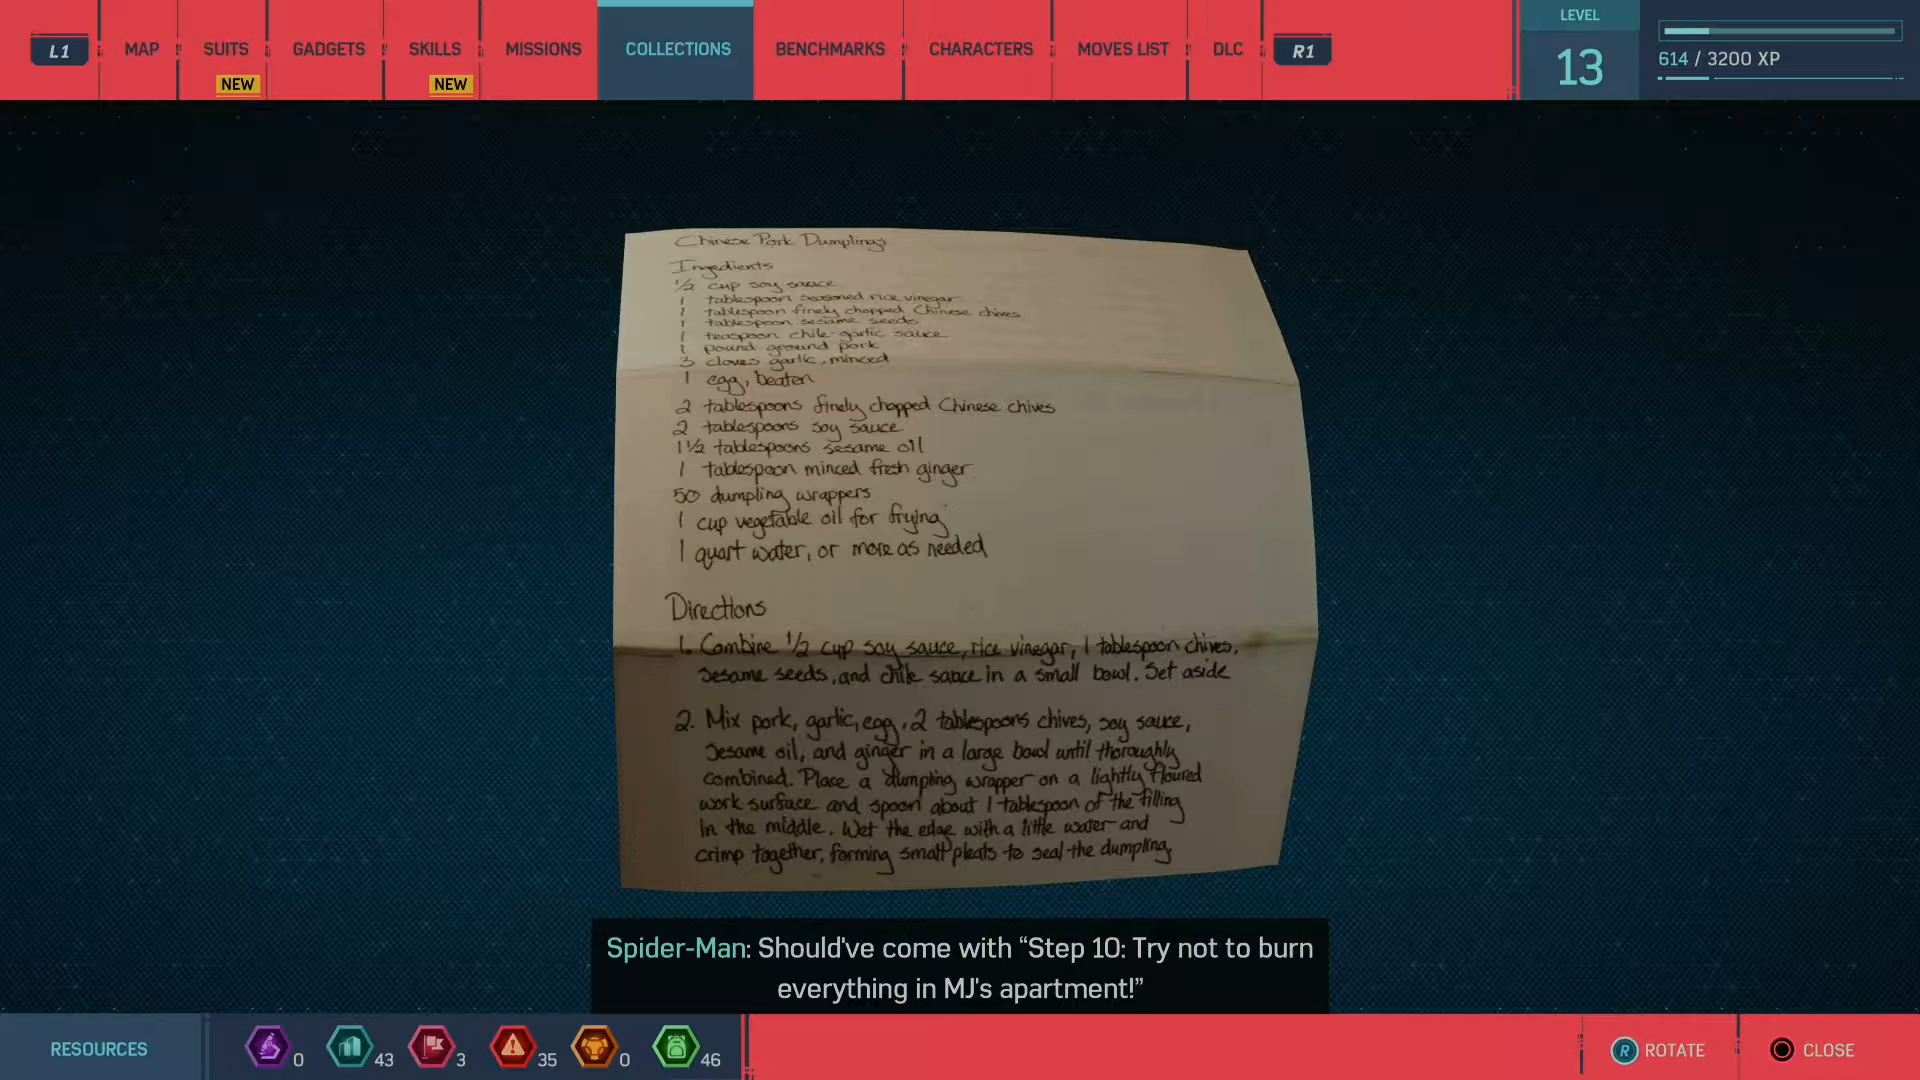 L1
MAP
SUITS
NEW
GADGETS
SKILLS
NEW
MISSIONS
COLLECTIONS
BENCHMARKS
CHARACTERS
MOVES LIST
DLC
R1
LEVEL
13
614 / 3200 XP
Chinese Pork Dumplings
Ingredients
1/2 cup soy sauce
1 tablespoon seasoned rice vinegar
1 tablespoon finely chopped Chinese chives
1 tablespoon sesame seeds
1 teaspoon chile-garlic sauce
1 pound ground pork
3 cloves garlic, minced
1 egg, beaten
2 tablespoons finely chopped Chinese chives
2 tablespoons soy sauce
1 1/2 tablespoons sesame oil
1 tablespoon minced fresh ginger
50 dumpling wrappers
1 cup vegetable oil for frying
1 quart water, or more as needed
Directions
1. Combine 1/2 cup soy sauce, rice vinegar, 1 tablespoon chives,
sesame seeds, and chile sauce in a small bowl. Set aside
2. Mix pork, garlic, egg, 2 tablespoons chives, soy sauce,
sesame oil, and ginger in a large bowl until thoroughly
combined. Place a dumpling wrapper on a lightly floured
work surface and spoon about 1 tablespoon of the filling
in the middle. Wet the edge with a little water and
crimp together, forming small pleats to seal the dumpling.
Spider-Man: Should've come with “Step 10: Try not to burn
everything in MJ's apartment!”
RESOURCES
0
43
3
35
0
46
R ROTATE
CLOSE